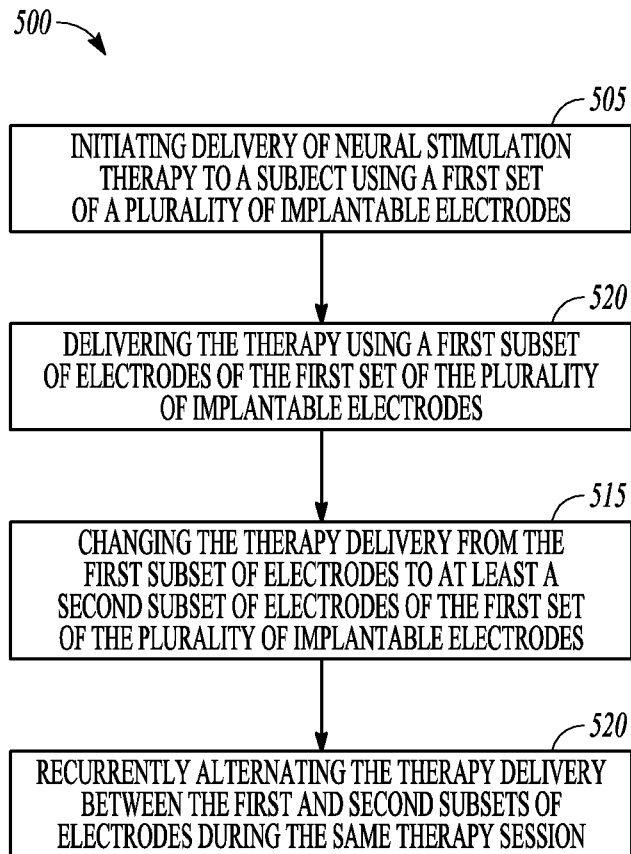 500
505
INITIATING DELIVERY OF NEURAL STIMULATION
THERAPY TO A SUBJECT USING A FIRST SET
OF A PLURALITY OF IMPLANTABLE ELECTRODES
520
DELIVERING THE THERAPY USING A FIRST SUBSET
OF ELECTRODES OF THE FIRST SET OF THE PLURALITY
OF IMPLANTABLE ELECTRODES
515
CHANGING THE THERAPY DELIVERY FROM THE
FIRST SUBSET OF ELECTRODES TO AT LEAST A
SECOND SUBSET OF ELECTRODES OF THE FIRST SET
OF THE PLURALITY OF IMPLANTABLE ELECTRODES
520
RECURRENTLY ALTERNATING THE THERAPY DELIVERY
BETWEEN THE FIRST AND SECOND SUBSETS OF
ELECTRODES DURING THE SAME THERAPY SESSION